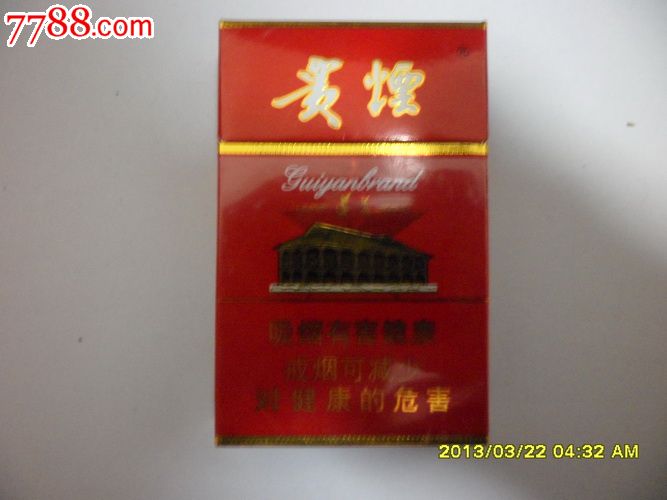 7788.com
贵煙
Guiyanbrand
吸烟有害健康
戒烟可减少
对健康的危害
2013/03/22 04:32 AM